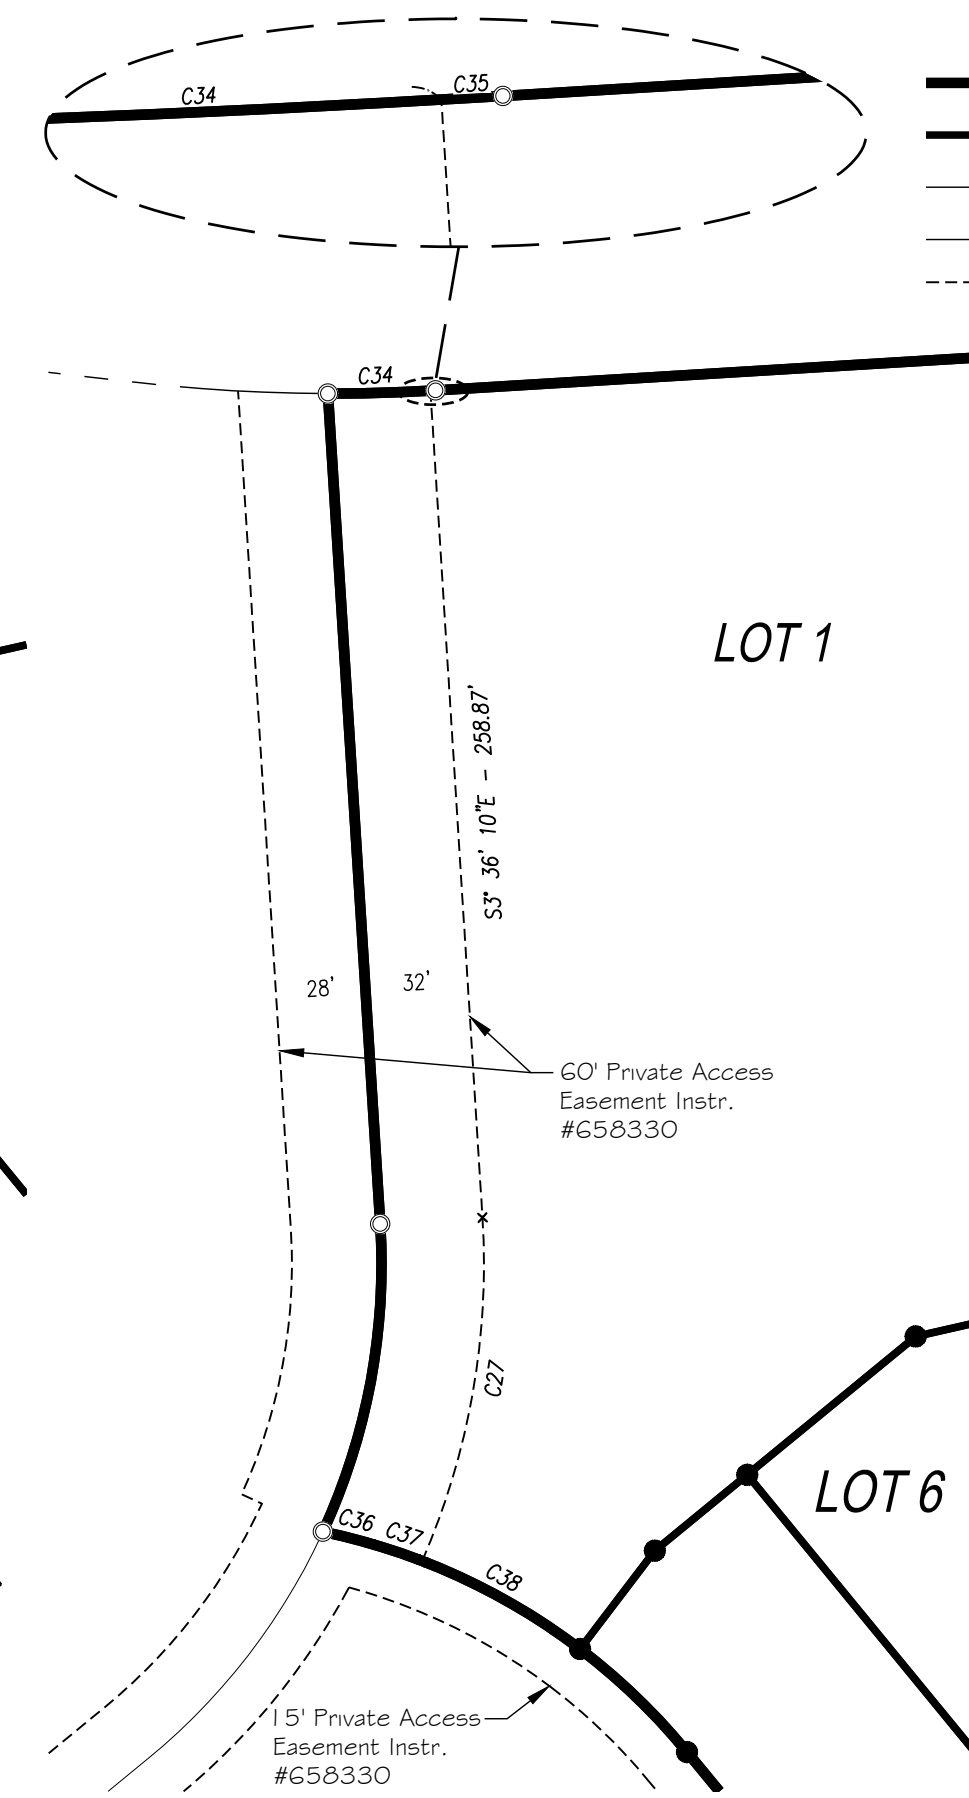 C34
C35
C34
LOT 1
S3° 36' 10"E - 258.87'
28'
32'
60' Private Access
Easement Instr.
#658330
C27
LOT 6
C36
C37
C38
15' Private Access
Easement Instr.
#658330